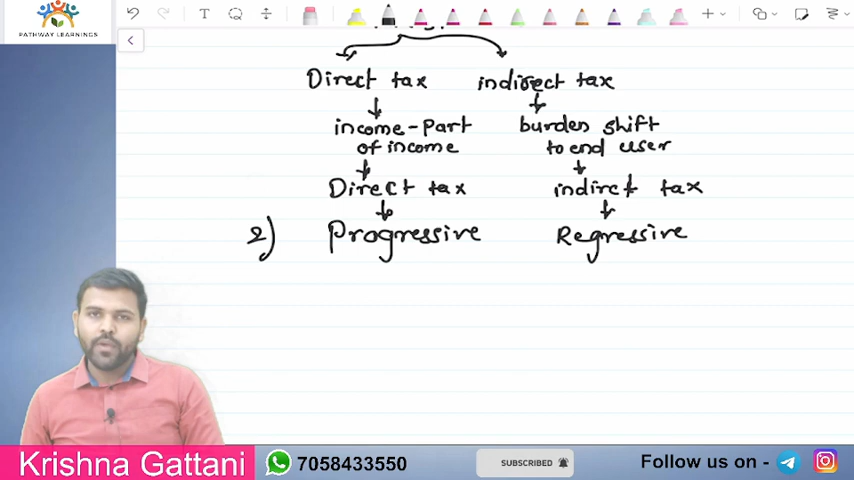 PATHWAY LEARNINGS
Direct tax indirect tax
income-Part burden shift
of income to end user
Direct tax indirct tax
2) Progressive Regressive
Krishna Gattani 7058433550 SUBSCRIBED Follow us on -